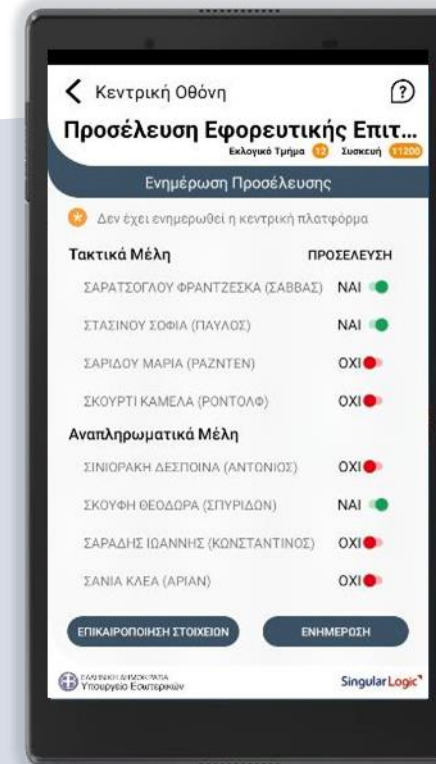 Κεντρική Οθόνη
?
Προσέλευση Εφορευτικής Επιτ...
Εκλογικό Τμήμα 12 Συσκευή 11200
Ενημέρωση Προσέλευσης
Δεν έχει ενημερωθεί η κεντρική πλατφόρμα
Τακτικά Μέλη ΠΡΟΣΕΛΕΥΣΗ
ΣΑΡΑΤΣΟΓΛΟΥ ΦΡΑΝΤΖΕΣΚΑ (ΣΑΒΒΑΣ) ΝΑΙ
ΣΤΑΣΙΝΟΥ ΣΟΦΙΑ (ΠΑΥΛΟΣ) ΝΑΙ
ΣΑΡΙΔΟΥ ΜΑΡΙΑ (ΡΑΖΝΤΕΝ) ΟΧΙ
ΣΚΟΥΡΤΙ ΚΑΜΕΛΑ (ΡΟΝΤΟΛΦ) ΟΧΙ
Αναπληρωματικά Μέλη
ΣΙΝΙΟΡΑΚΗ ΔΕΣΠΟΙΝΑ (ΑΝΤΩΝΙΟΣ) ΟΧΙ
ΣΚΟΥΦΗ ΘΕΟΔΩΡΑ (ΣΠΥΡΙΔΩΝ) ΝΑΙ
ΣΑΡΑΔΗΣ ΙΩΑΝΝΗΣ (ΚΩΝΣΤΑΝΤΙΝΟΣ) ΟΧΙ
ΣΑΝΙΑ ΚΛΕΑ (ΑΡΙΑΝ) ΟΧΙ
ΕΠΙΚΑΙΡΟΠΟΙΗΣΗ ΣΤΟΙΧΕΙΩΝ ΕΝΗΜΕΡΩΣΗ
ΕΛΛΗΝΙΚΗ ΔΗΜΟΚΡΑΤΙΑ
Υπουργείο Εσωτερικών SingularLogic